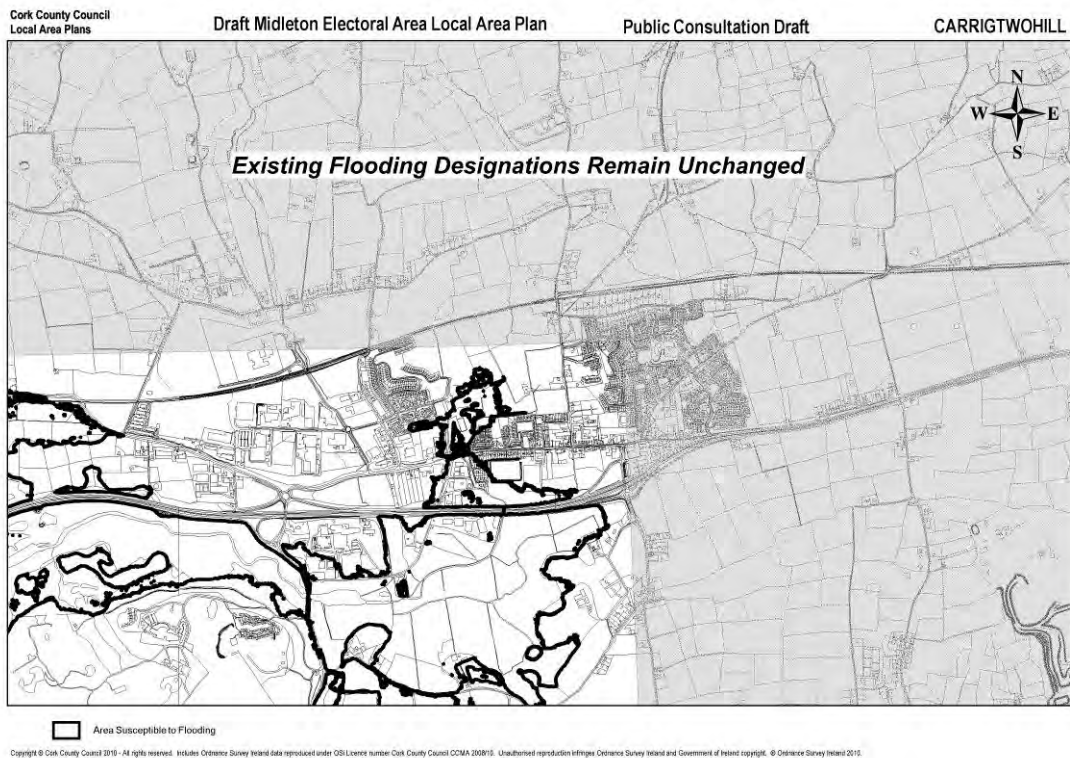 Cork County Council
Local Area Plans
Draft Midleton Electoral Area Local Area Plan
Public Consultation Draft
CARRIGTWOHILL
N
W
E
S
Existing Flooding Designations Remain Unchanged
Area Susceptible to Flooding
Copyright © Cork County Council 2010 - All rights reserved. Includes Ordnance Survey Ireland data reproduced under OSi Licence number Cork County Council CCMA 2008/10. Unauthorised reproduction infringes Ordnance Survey Ireland and Government of Ireland copyright. © Ordnance Survey Ireland 2010.